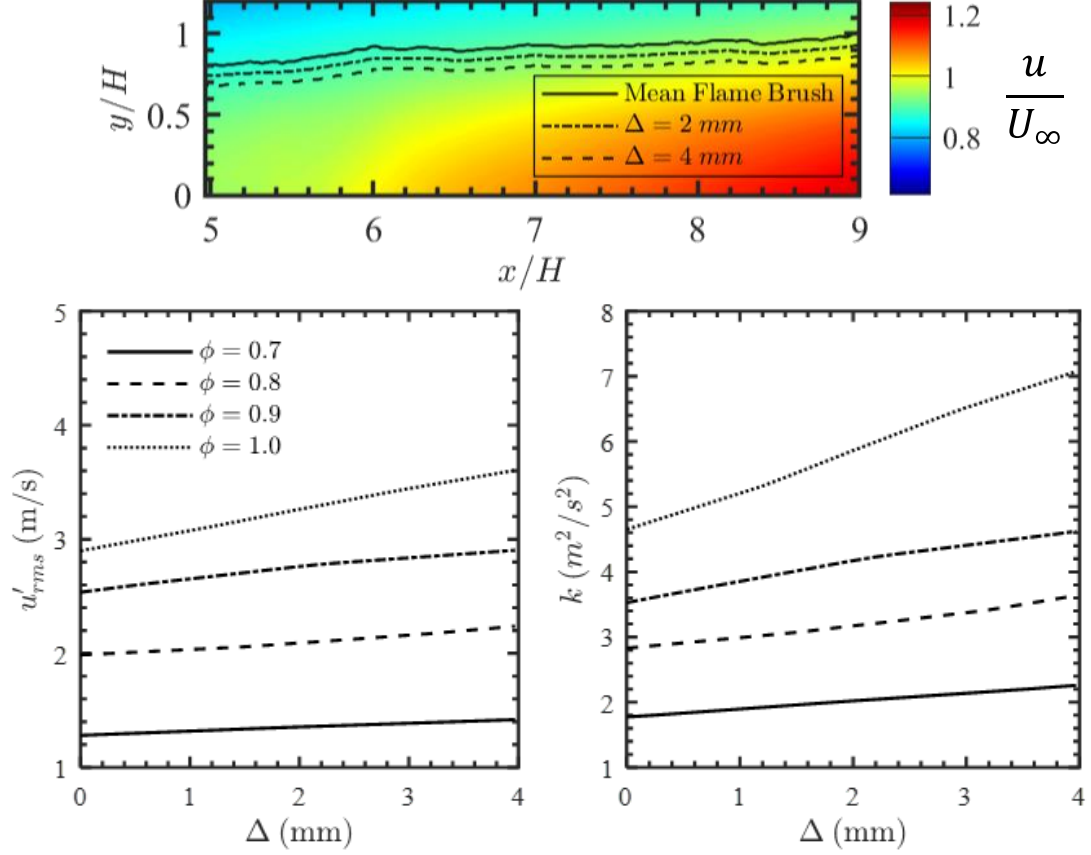 y/H
1
0.5
0
Mean Flame Brush
Δ = 2 mm
Δ = 4 mm
5 6 7 8 9
x/H
1.2
1
0.8
u
U∞
5
4
3
2
1
u′rms (m/s)
ϕ = 0.7
ϕ = 0.8
ϕ = 0.9
ϕ = 1.0
0 1 2 3 4
Δ (mm)
8
7
6
5
4
3
2
1
k (m²/s²)
0 1 2 3 4
Δ (mm)